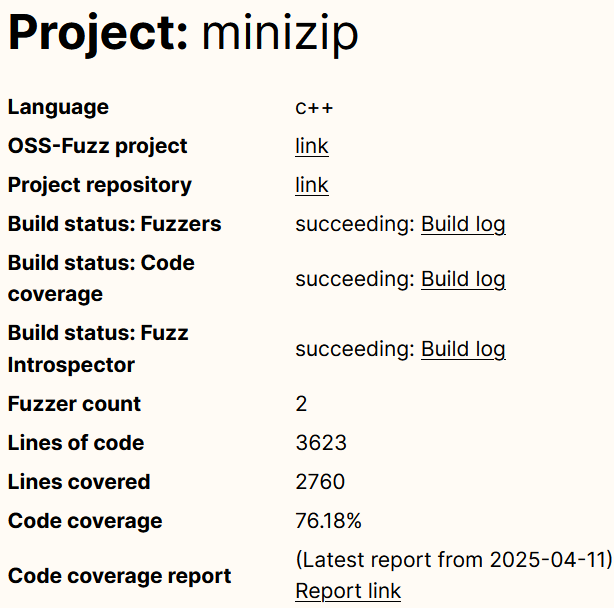 Project: minizip
Language c++
OSS-Fuzz project link
Project repository link
Build status: Fuzzers succeeding: Build log
Build status: Code
coverage
succeeding: Build log
Build status: Fuzz
Introspector
succeeding: Build log
Fuzzer count 2
Lines of code 3623
Lines covered 2760
Code coverage 76.18%
Code coverage report
(Latest report from 2025-04-11)
Report link